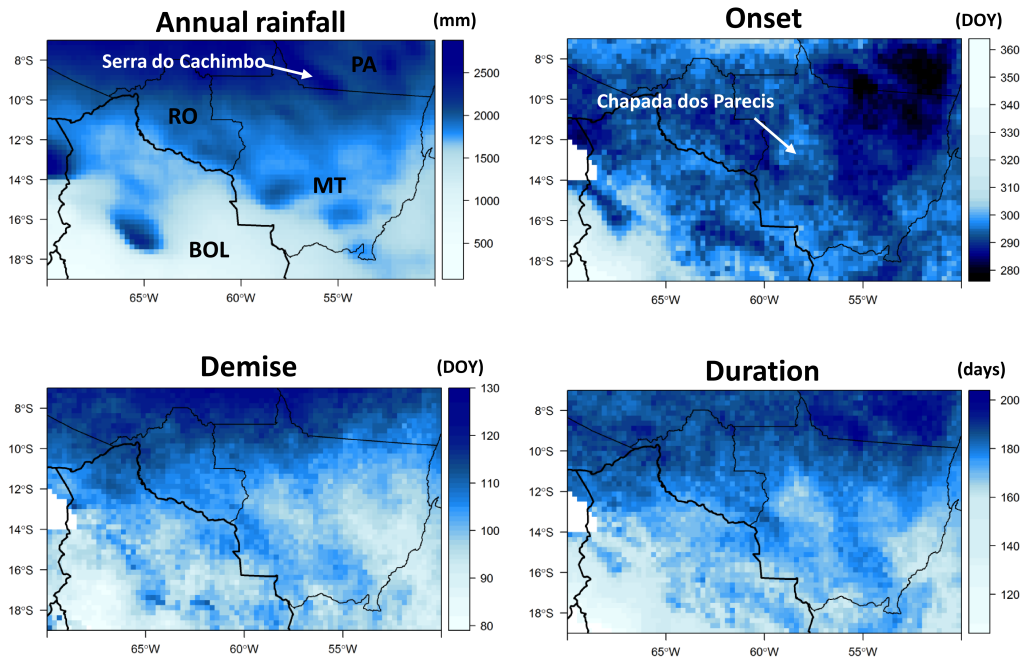 Annual rainfall
(mm)
Serra do Cachimbo
PA
RO
MT
BOL
8°S
10°S
12°S
14°S
16°S
18°S
65°W
60°W
55°W
2500
2000
1500
1000
500
Onset
(DOY)
Chapada dos Parecis
8°S
10°S
12°S
14°S
16°S
18°S
65°W
60°W
55°W
360
350
340
330
320
310
300
290
280
Demise
(DOY)
8°S
10°S
12°S
14°S
16°S
18°S
65°W
60°W
55°W
130
120
110
100
90
80
Duration
(days)
8°S
10°S
12°S
14°S
16°S
18°S
65°W
60°W
55°W
200
180
160
140
120